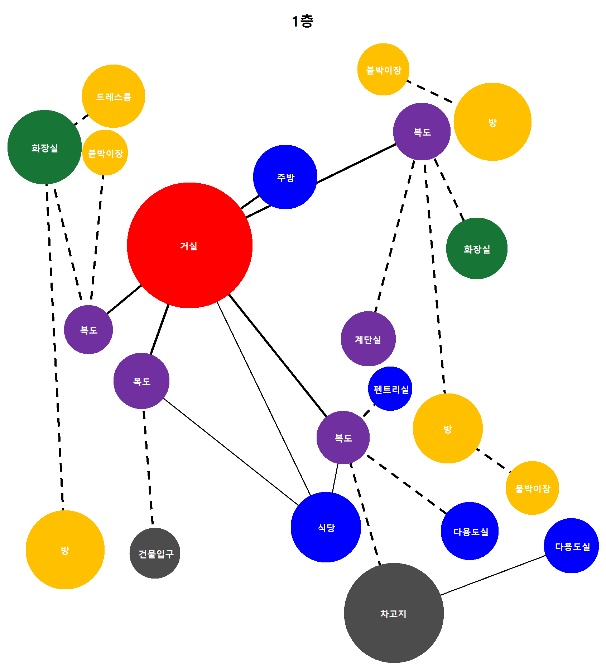 1층
붙박이장
드레스룸
방
복도
화장실
붙박이장
주방
거실
화장실
복도
계단실
복도
펜트리실
방
복도
붙박이장
식당
다용도실
다용도실
방
건물입구
차고지